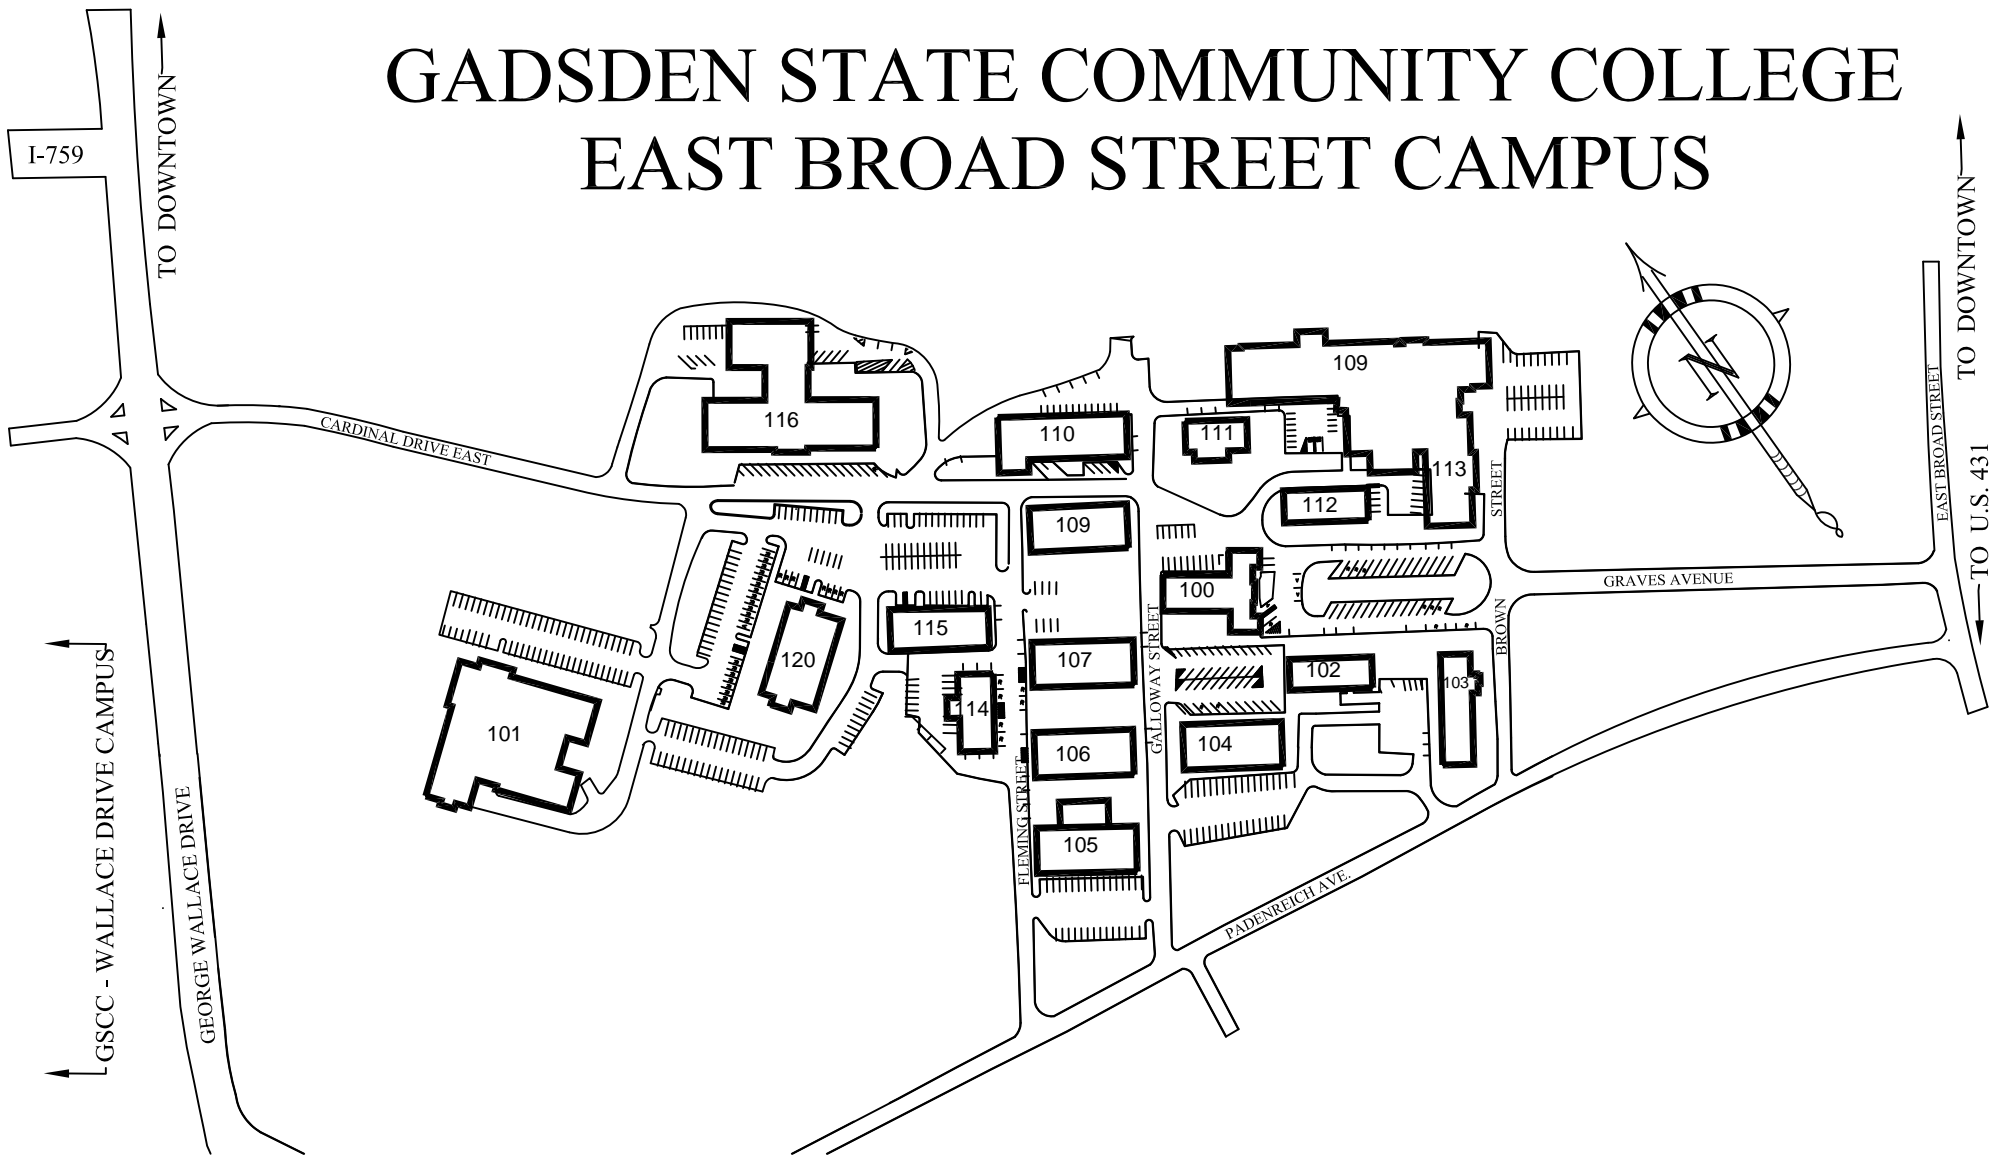 GADSDEN STATE COMMUNITY COLLEGE
EAST BROAD STREET CAMPUS
I-759
TO DOWNTOWN
TO DOWNTOWN
N
109
116
111
110
CARDINAL DRIVE EAST
113
STREET
EAST BROAD STREET
TO U.S. 431
112
109
GRAVES AVENUE
100
115
GALLOWAY STREET
BROWN
120
107
102
103
114
101
106
104
GSCC - WALLACE DRIVE CAMPUS
GEORGE WALLACE DRIVE
FLEMING STREET
105
PADENREICH AVE.